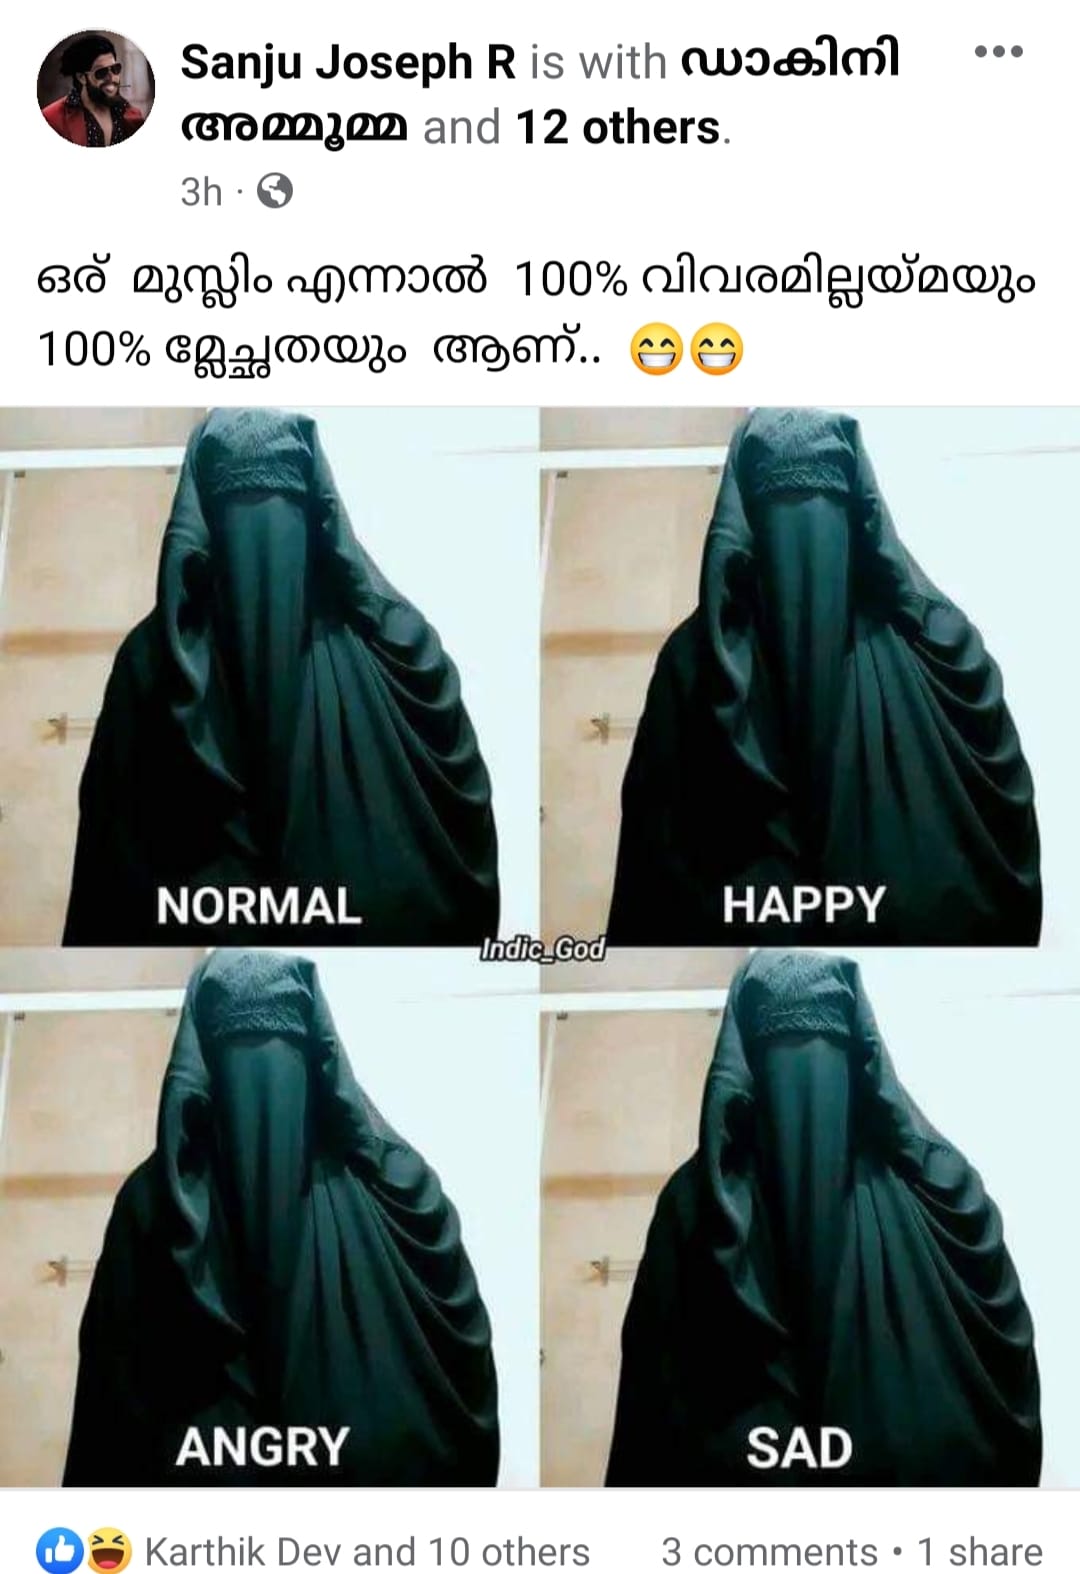 Sanju Joseph R is with ഡാകിനി
അമ്മൂമ്മ and 12 others.
3h ·
ഒര് മുസ്ലിം എന്നാൽ 100% വിവരമില്ലയ്മയും
100% മ്ലേച്ഛതയും ആണ്.. 😁😁
NORMAL
HAPPY
Indic_God
ANGRY
SAD
Karthik Dev and 10 others 3 comments • 1 share